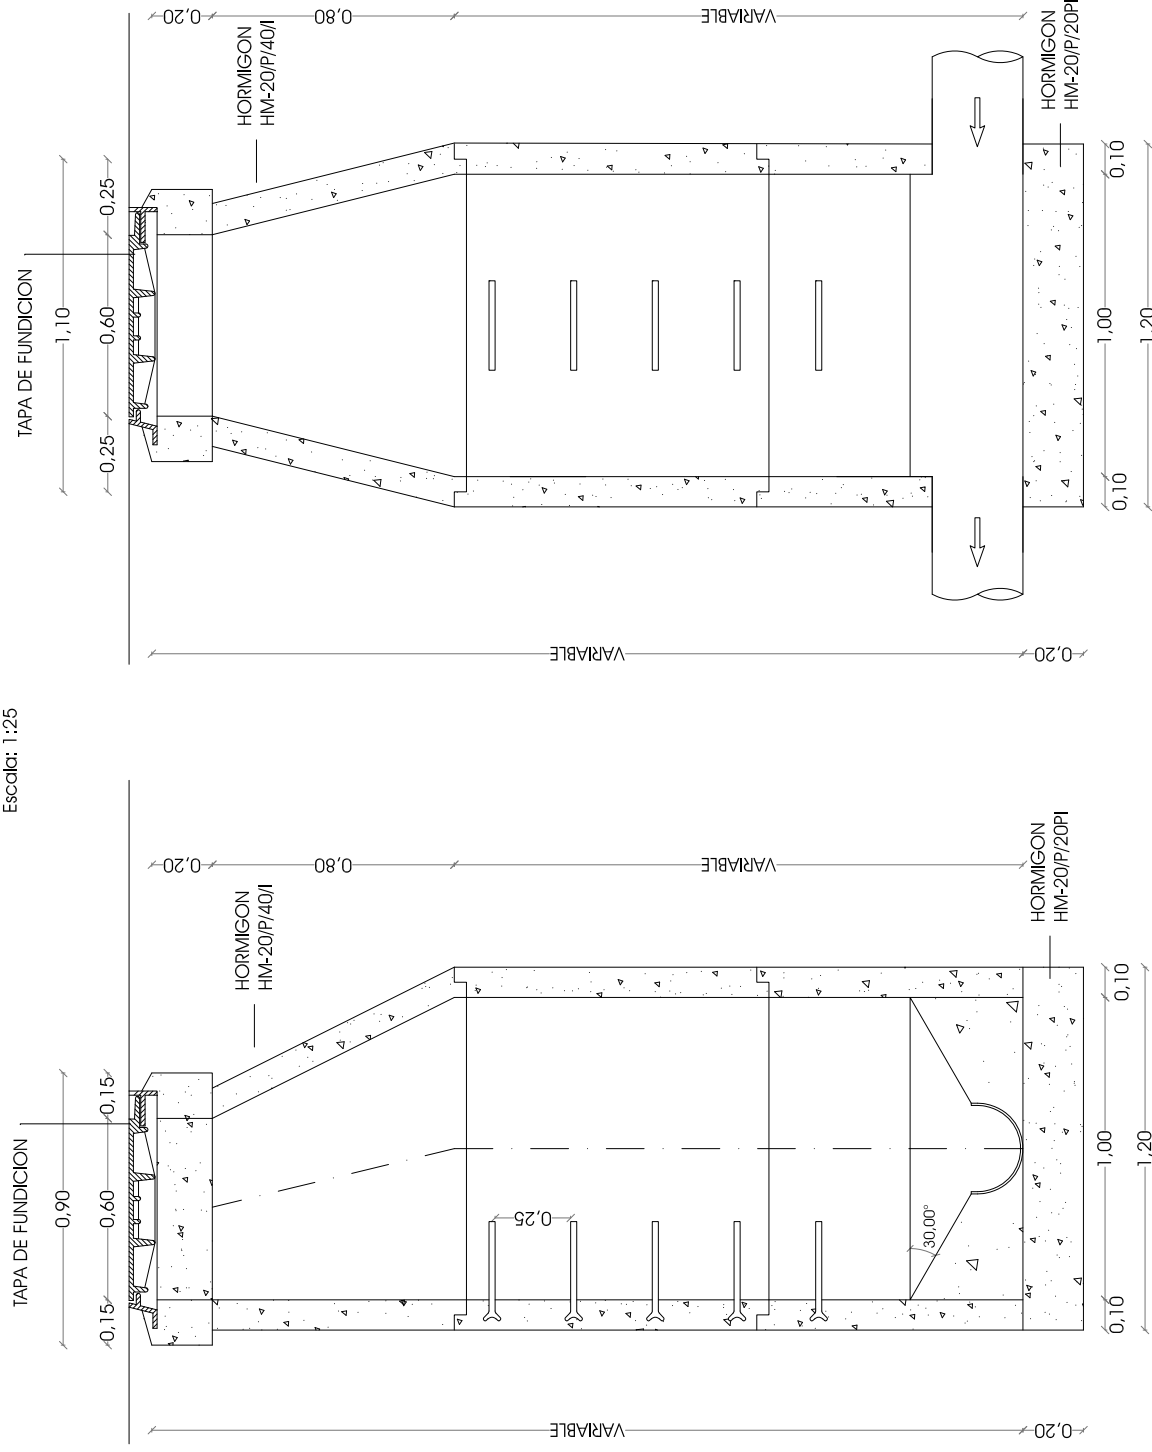 Escala: 1:25
TAPA DE FUNDICION
0,90
0,15
0,60
0,15
0,20
HORMIGON
HM-20/P/40/I
0,80
VARIABLE
VARIABLE
0,25
30,00°
HORMIGON
HM-20/P/20PI
0,20
0,10
1,00
0,10
1,20
TAPA DE FUNDICION
1,10
0,25
0,60
0,25
0,20
HORMIGON
HM-20/P/40/I
0,80
VARIABLE
VARIABLE
HORMIGON
HM-20/P/20PI
0,20
0,10
1,00
0,10
1,20